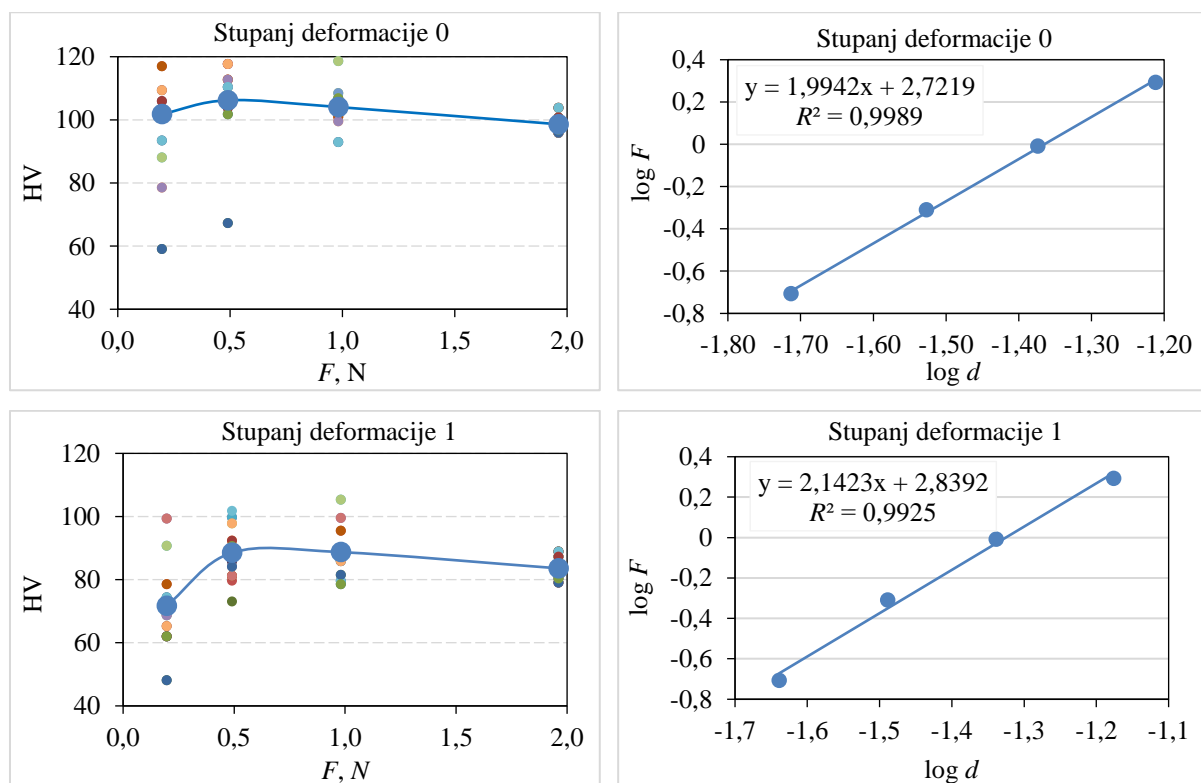 Stupanj deformacije 0
120
100
80
60
40
HV
0,0 0,5 1,0 1,5 2,0
F, N
Stupanj deformacije 0
y = 1,9942x + 2,7219
R² = 0,9989
0,4
0,2
0
-0,2
-0,4
-0,6
-0,8
log F
-1,80 -1,70 -1,60 -1,50 -1,40 -1,30 -1,20
log d
Stupanj deformacije 1
120
100
80
60
40
HV
0,0 0,5 1,0 1,5 2,0
F, N
Stupanj deformacije 1
y = 2,1423x + 2,8392
R² = 0,9925
0,4
0,2
0
-0,2
-0,4
-0,6
-0,8
log F
-1,7 -1,6 -1,5 -1,4 -1,3 -1,2 -1,1
log d